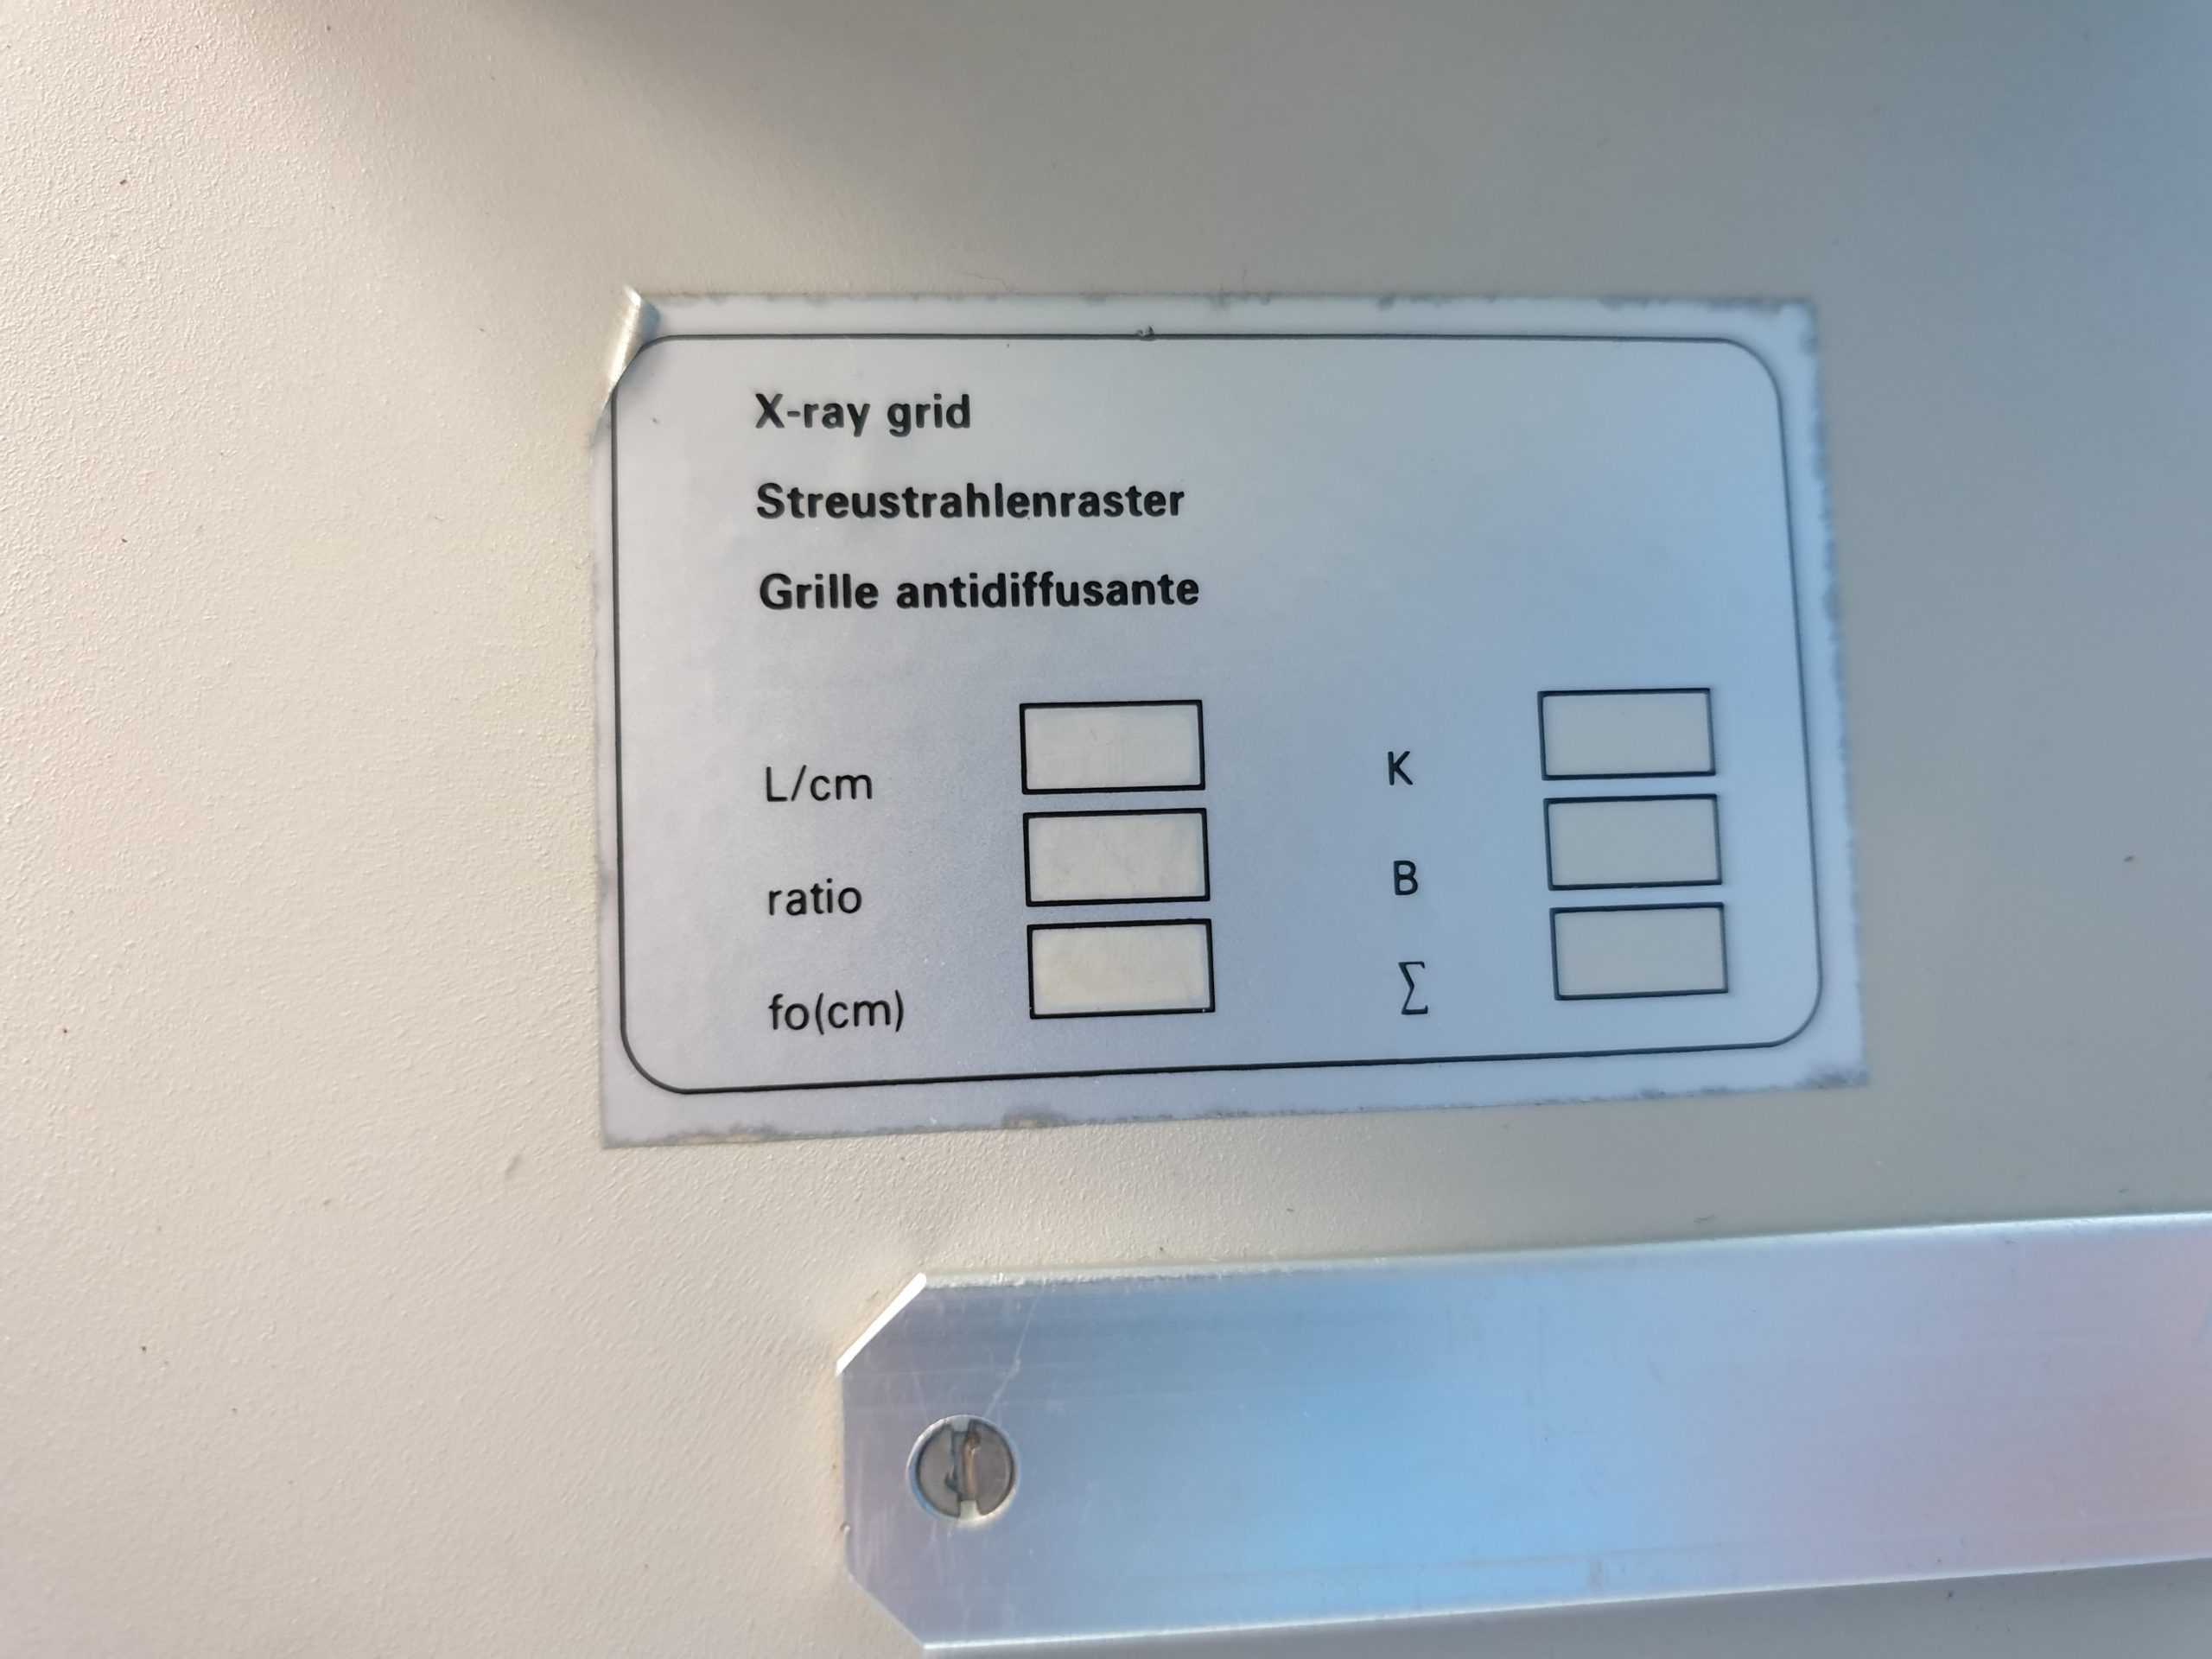 X-ray grid
Streustrahlenraster
Grille antidiffusante
L/cm K
ratio B
fo(cm) Σ